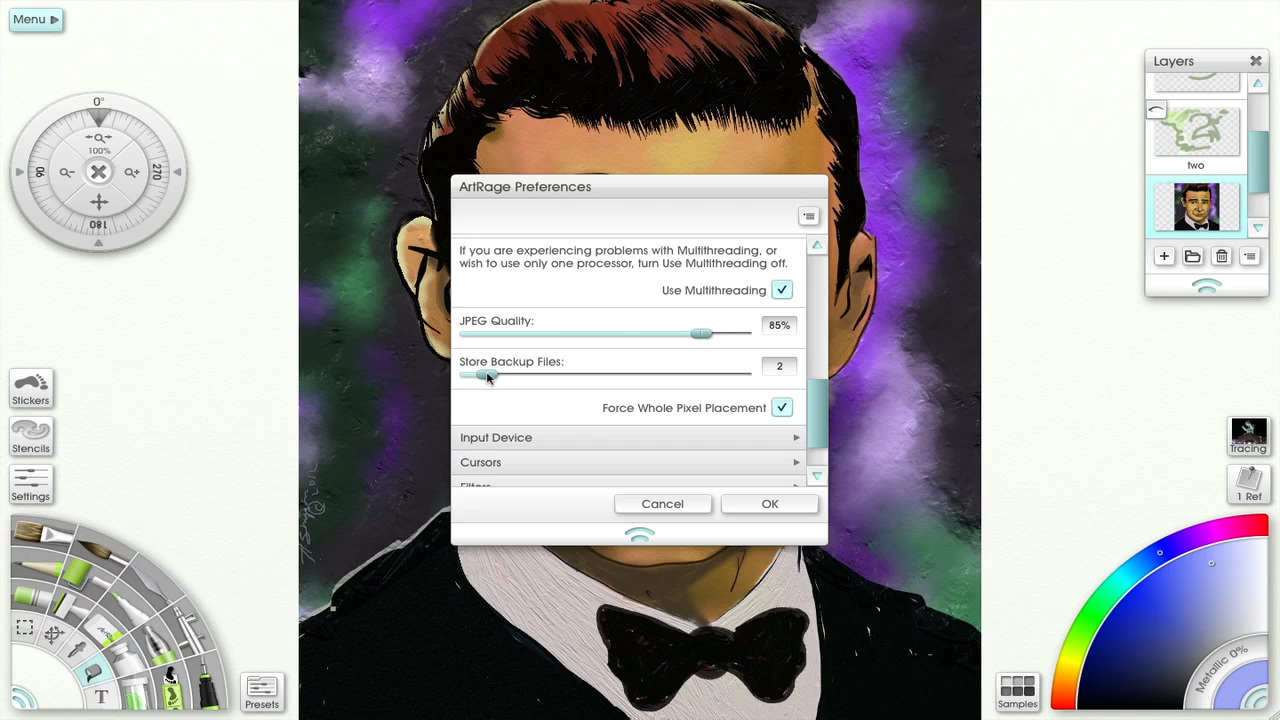 Menu
0°
100%
90
270
180
Layers
two
ArtRage Preferences
If you are experiencing problems with Multithreading, or
wish to use only one processor, turn Use Multithreading off.
Use Multithreading
JPEG Quality:
85%
Store Backup Files:
2
Force Whole Pixel Placement
Input Device
Cursors
Filters
Cancel
OK
Stickers
Stencils
Settings
Presets
T
Tracing
1 Ref
Samples
Metallic 0%